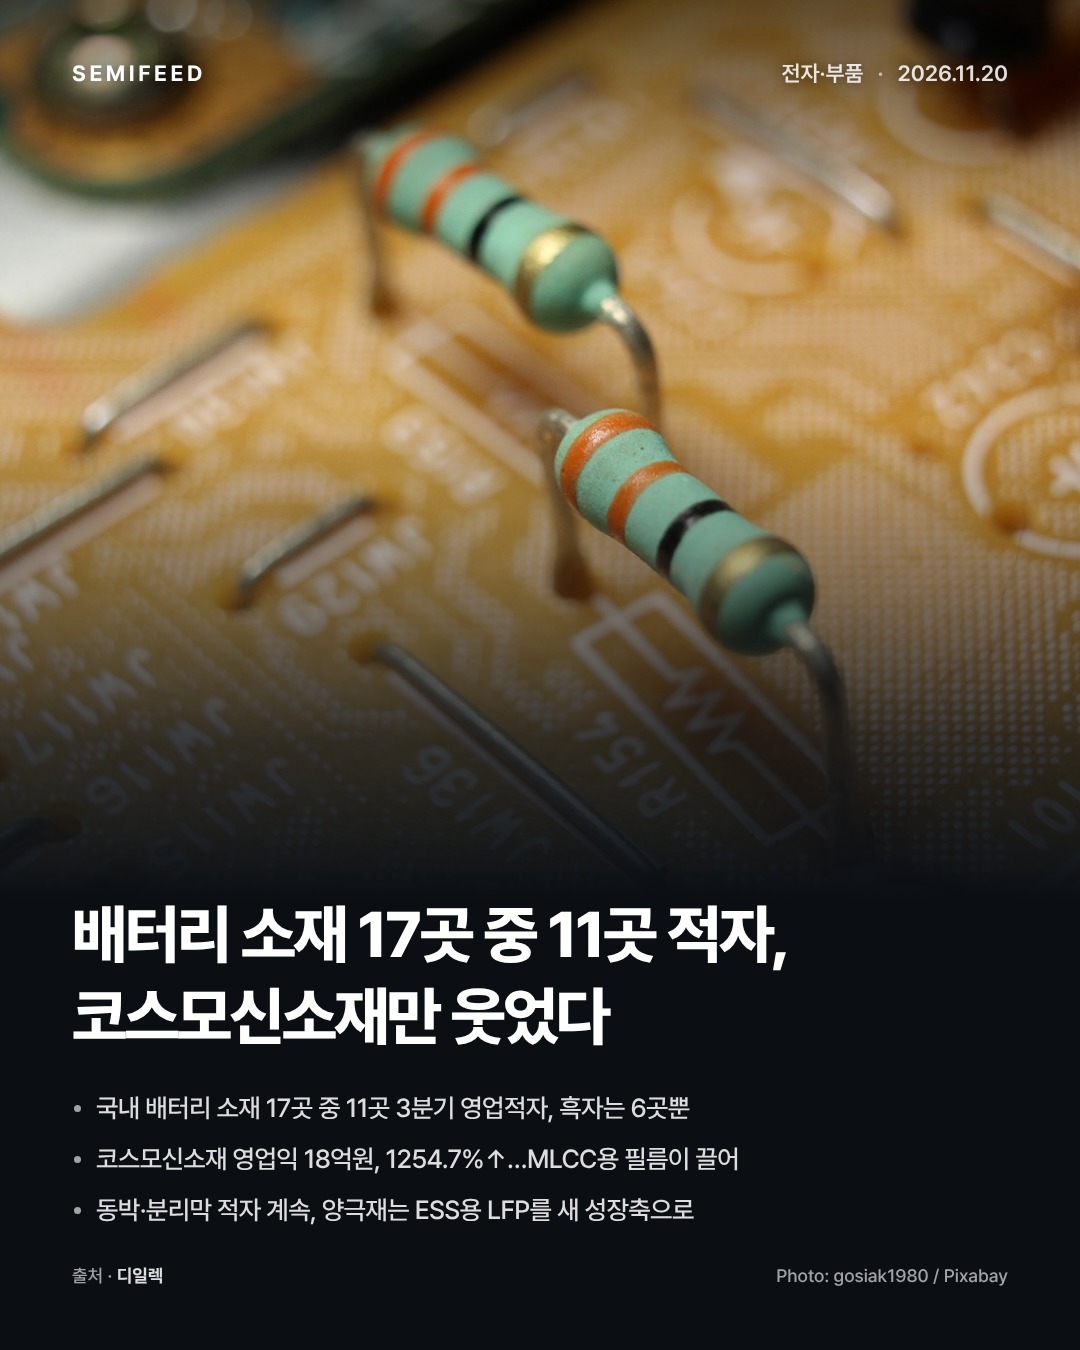 SEMIFEED
전자·부품 · 2026.11.20
JW117
JW116
JW115
JW129
JW136
R154
배터리 소재 17곳 중 11곳 적자,
코스모신소재만 웃었다
• 국내 배터리 소재 17곳 중 11곳 3분기 영업적자, 흑자는 6곳뿐
• 코스모신소재 영업익 18억원, 1254.7%↑…MLCC용 필름이 끌어
• 동박·분리막 적자 계속, 양극재는 ESS용 LFP를 새 성장축으로
출처 · 디일렉
Photo: gosiak1980 / Pixabay